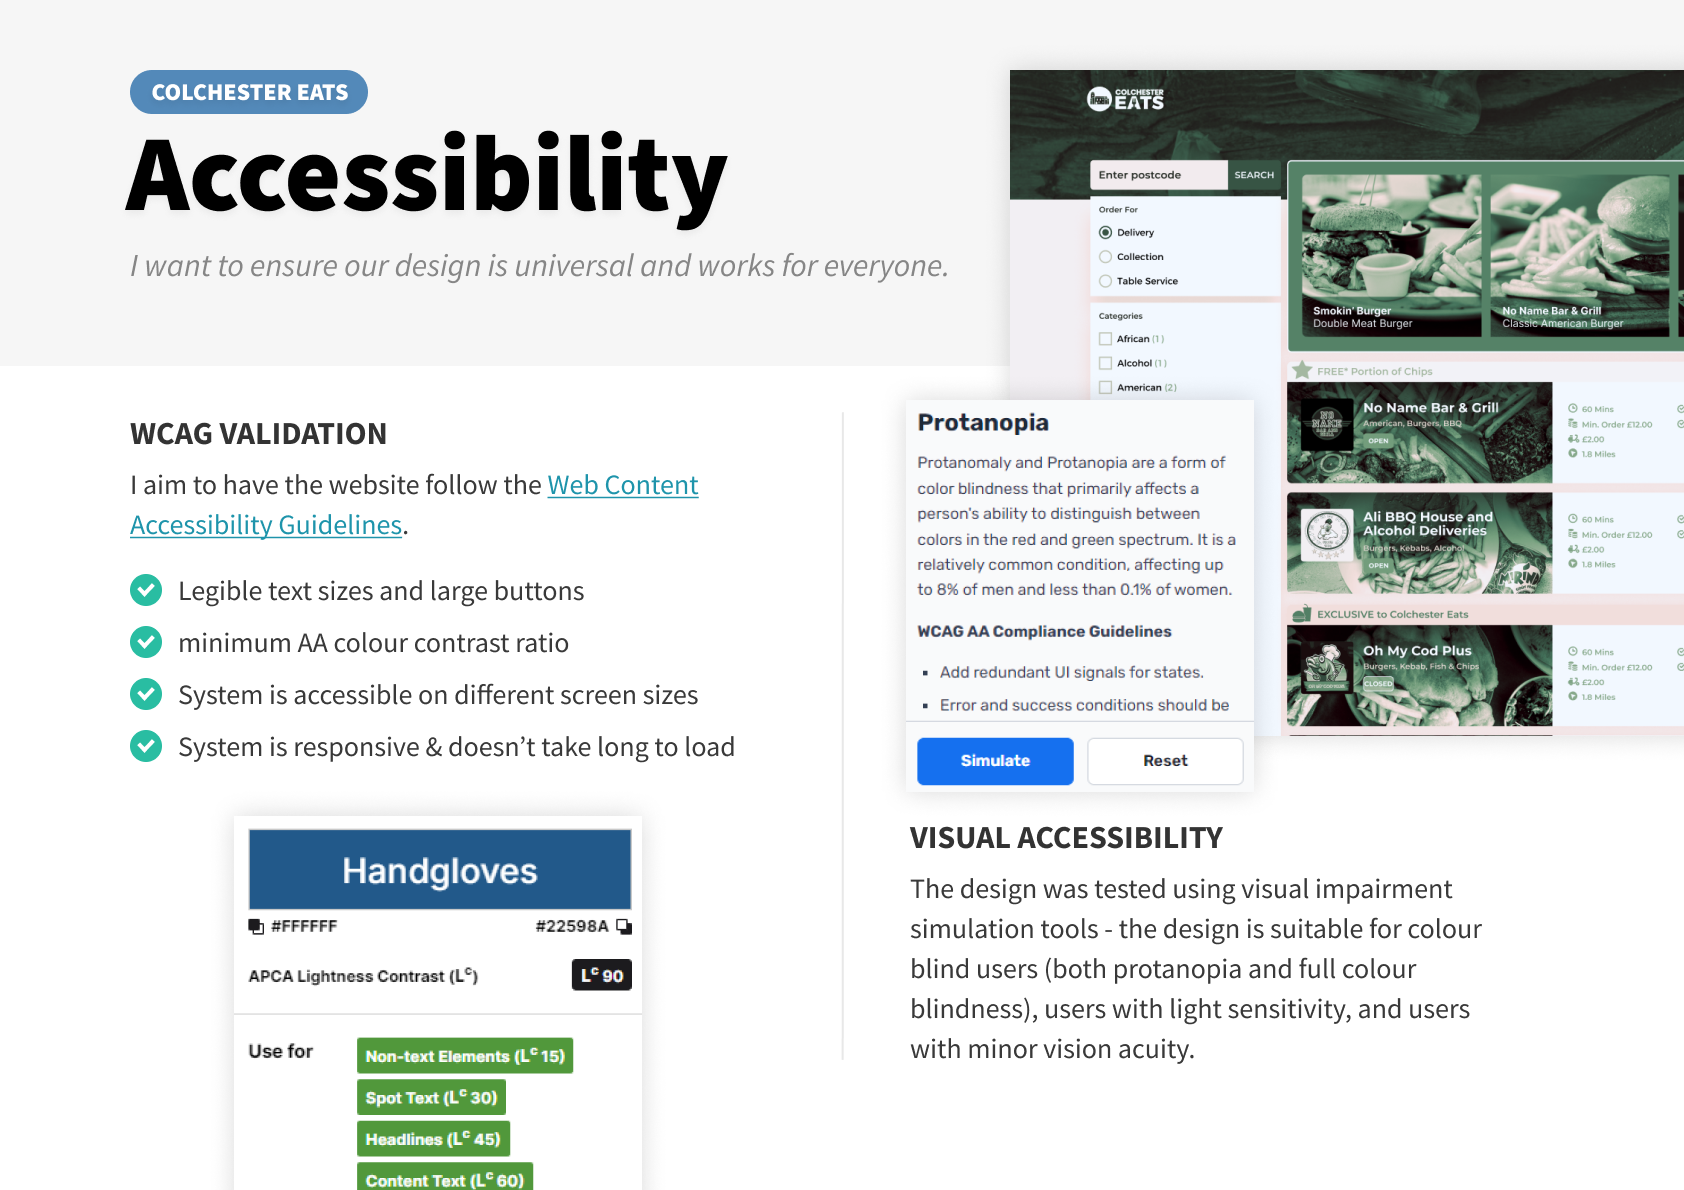 COLCHESTER EATS
Accessibility
I want to ensure our design is universal and works for everyone.
WCAG VALIDATION
I aim to have the website follow the Web Content
Accessibility Guidelines.
Legible text sizes and large buttons
minimum AA colour contrast ratio
System is accessible on different screen sizes
System is responsive & doesn’t take long to load
Handgloves
#FFFFFF
#22598A
APCA Lightness Contrast (Lᶜ)
Lᶜ 90
Use for
Non-text Elements (Lᶜ 15)
Spot Text (Lᶜ 30)
Headlines (Lᶜ 45)
Content Text (Lᶜ 60)
COLCHESTER
EATS
Enter postcode
SEARCH
Order For
Delivery
Collection
Table Service
Categories
African (1)
Alcohol (1)
American (2)
Smokin' Burger
Double Meat Burger
No Name Bar & Grill
Classic American Burger
FREE* Portion of Chips
NO
NAME
No Name Bar & Grill
American, Burgers, BBQ
OPEN
60 Mins
Min. Order £12.00
£2.00
1.8 Miles
Ali BBQ House and
Alcohol Deliveries
Burgers, Kebabs, Alcohol
OPEN
60 Mins
Min. Order £12.00
£2.00
1.8 Miles
EXCLUSIVE to Colchester Eats
Oh My Cod Plus
Burgers, Kebab, Fish & Chips
CLOSED
60 Mins
Min. Order £12.00
£2.00
1.8 Miles
Protanopia
Protanomaly and Protanopia are a form of
color blindness that primarily affects a
person's ability to distinguish between
colors in the red and green spectrum. It is a
relatively common condition, affecting up
to 8% of men and less than 0.1% of women.
WCAG AA Compliance Guidelines
Add redundant UI signals for states.
Error and success conditions should be
Simulate
Reset
VISUAL ACCESSIBILITY
The design was tested using visual impairment
simulation tools - the design is suitable for colour
blind users (both protanopia and full colour
blindness), users with light sensitivity, and users
with minor vision acuity.